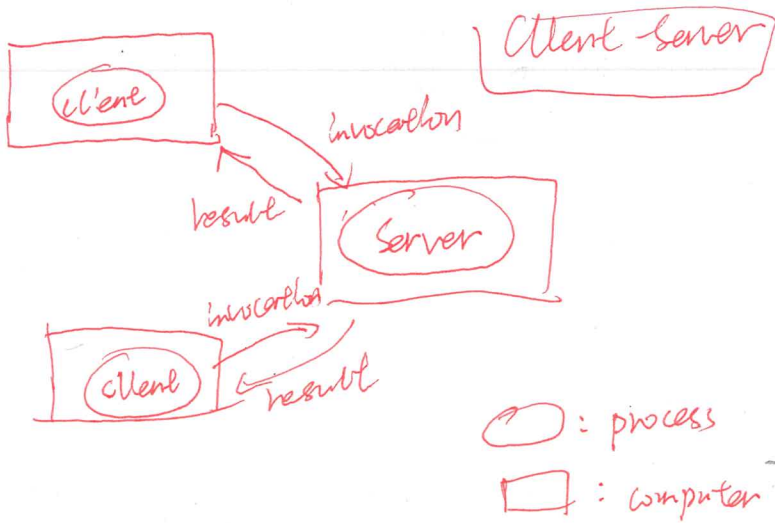 Client Server
client
invocation
result
Server
invocation
client
result
: process
: computer